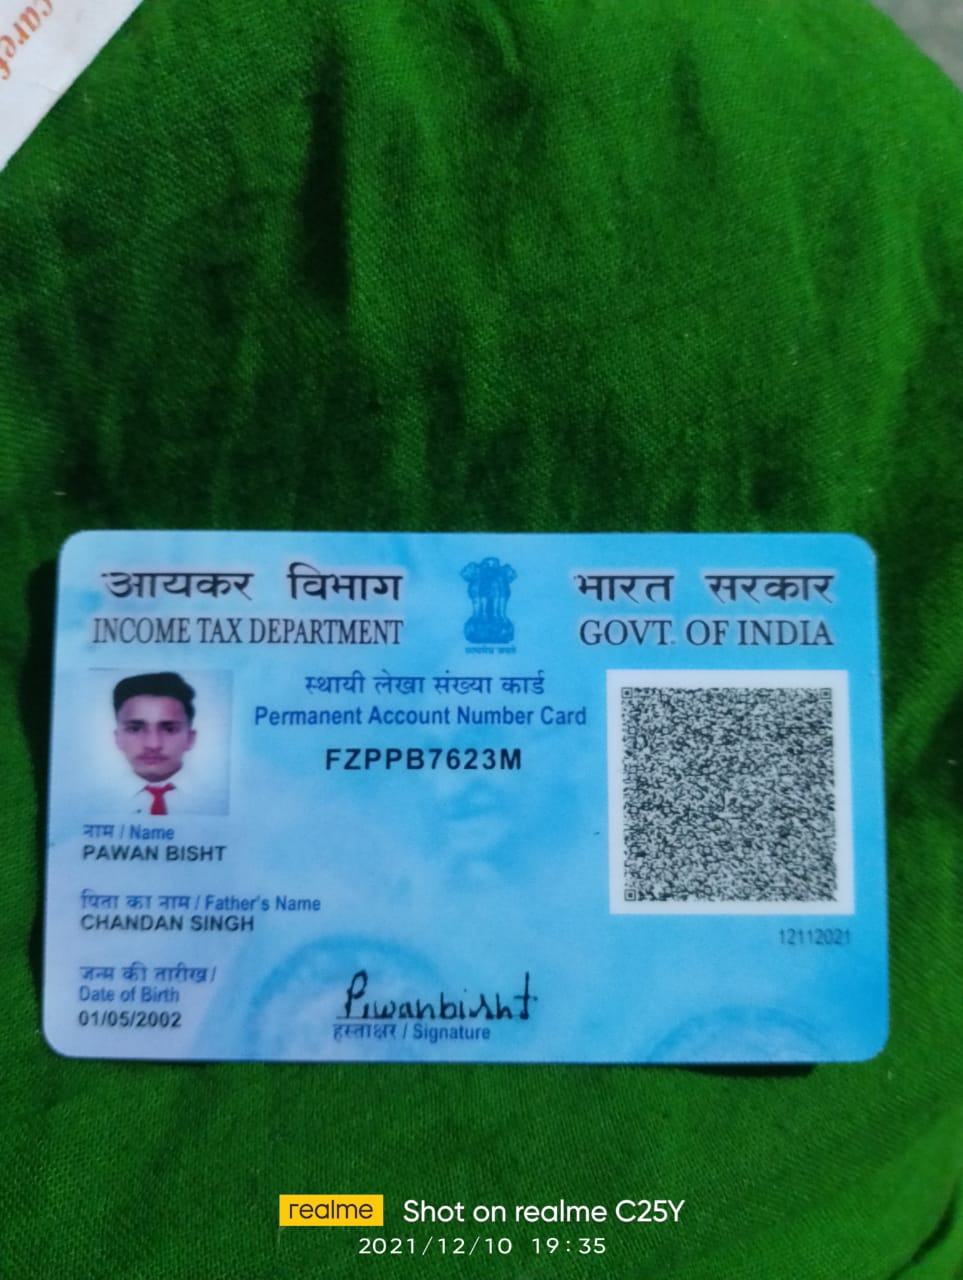 आयकर विभाग
INCOME TAX DEPARTMENT
भारत सरकार
GOVT. OF INDIA
सत्यमेव जयते
स्थायी लेखा संख्या कार्ड
Permanent Account Number Card
FZPPB7623M
नाम / Name
PAWAN BISHT
पिता का नाम / Father's Name
CHANDAN SINGH
12112021
जन्म की तारीख /
Date of Birth
01/05/2002
Pawanbisht
हस्ताक्षर / Signature
realme Shot on realme C25Y
2021/12/10 19:35